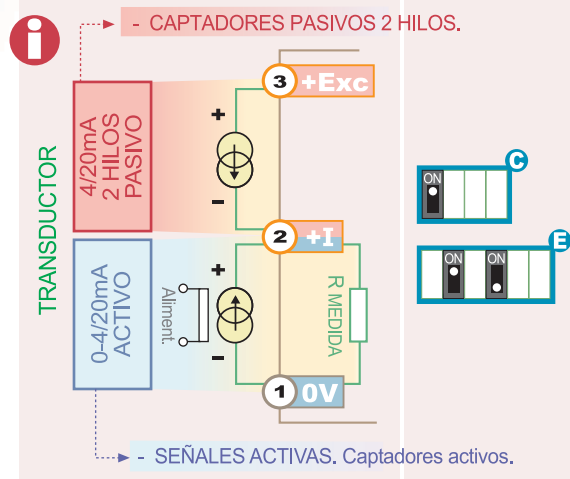 i
- CAPTADORES PASIVOS 2 HILOS.
TRANSDUCTOR
4/20mA
2 HILOS
PASIVO
+
-
3 +Exc
2 +I
0-4/20mA
ACTIVO
Aliment.
+
-
R MEDIDA
1 0V
C
ON
E
ON ON
- SEÑALES ACTIVAS. Captadores activos.